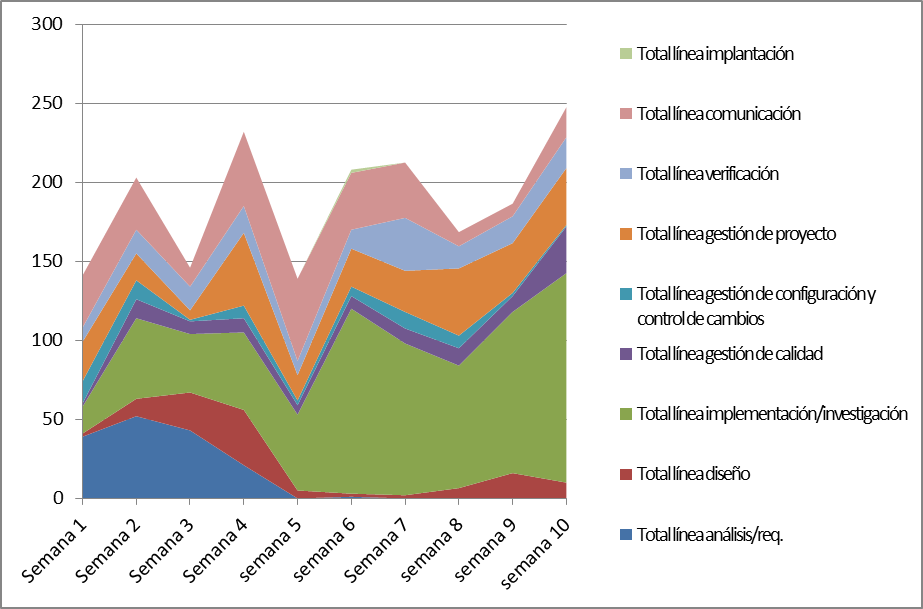 300
250
200
150
100
50
0
Semana 1
Semana 2
Semana 3
Semana 4
semana 5
semana 6
Semana 7
semana 8
semana 9
semana 10
Total línea implantación
Total línea comunicación
Total línea verificación
Total línea gestión de proyecto
Total línea gestión de configuración y
control de cambios
Total línea gestión de calidad
Total línea implementación/investigación
Total línea diseño
Total línea análisis/req.